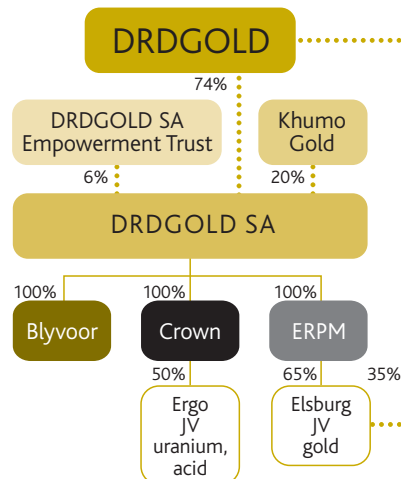 DRDGOLD
74%
DRDGOLD SA
Empowerment Trust
Khumo
Gold
6%
20%
DRDGOLD SA
100%
100%
100%
Blyvoor
Crown
ERPM
50%
65%
35%
Ergo
JV
uranium,
acid
Elsburg
JV
gold